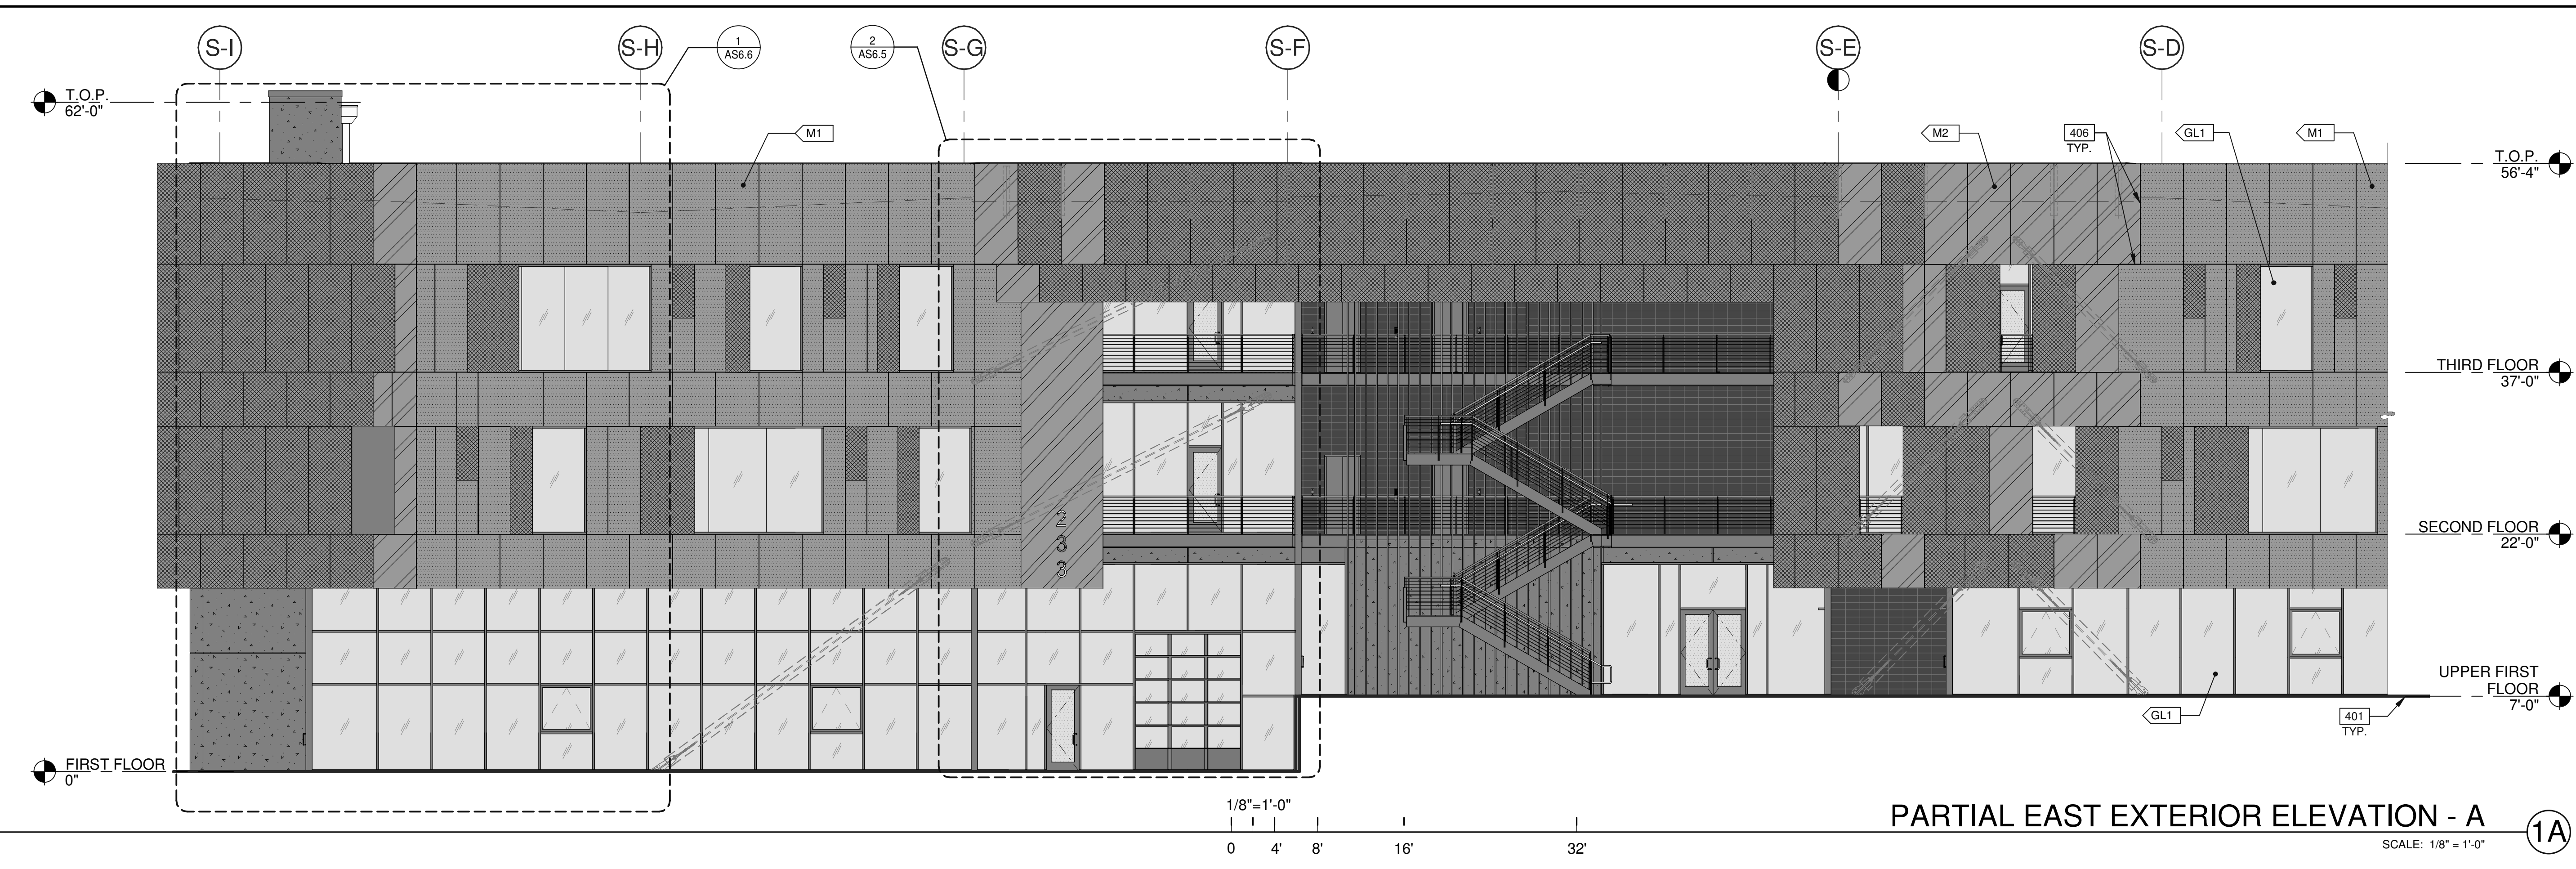 S-I
S-H
1
AS6.6
2
AS6.5
S-G
S-F
S-E
S-D
T.O.P.
62'-0"
M1
M2
406
TYP.
GL1
M1
T.O.P.
56'-4"
THIRD FLOOR
37'-0"
SECOND FLOOR
22'-0"
2
3
3
UPPER FIRST
FLOOR
7'-0"
GL1
401
TYP.
FIRST FLOOR
0"
1/8"=1'-0"
0 4' 8' 16' 32'
PARTIAL EAST EXTERIOR ELEVATION - A
1A
SCALE: 1/8" = 1'-0"